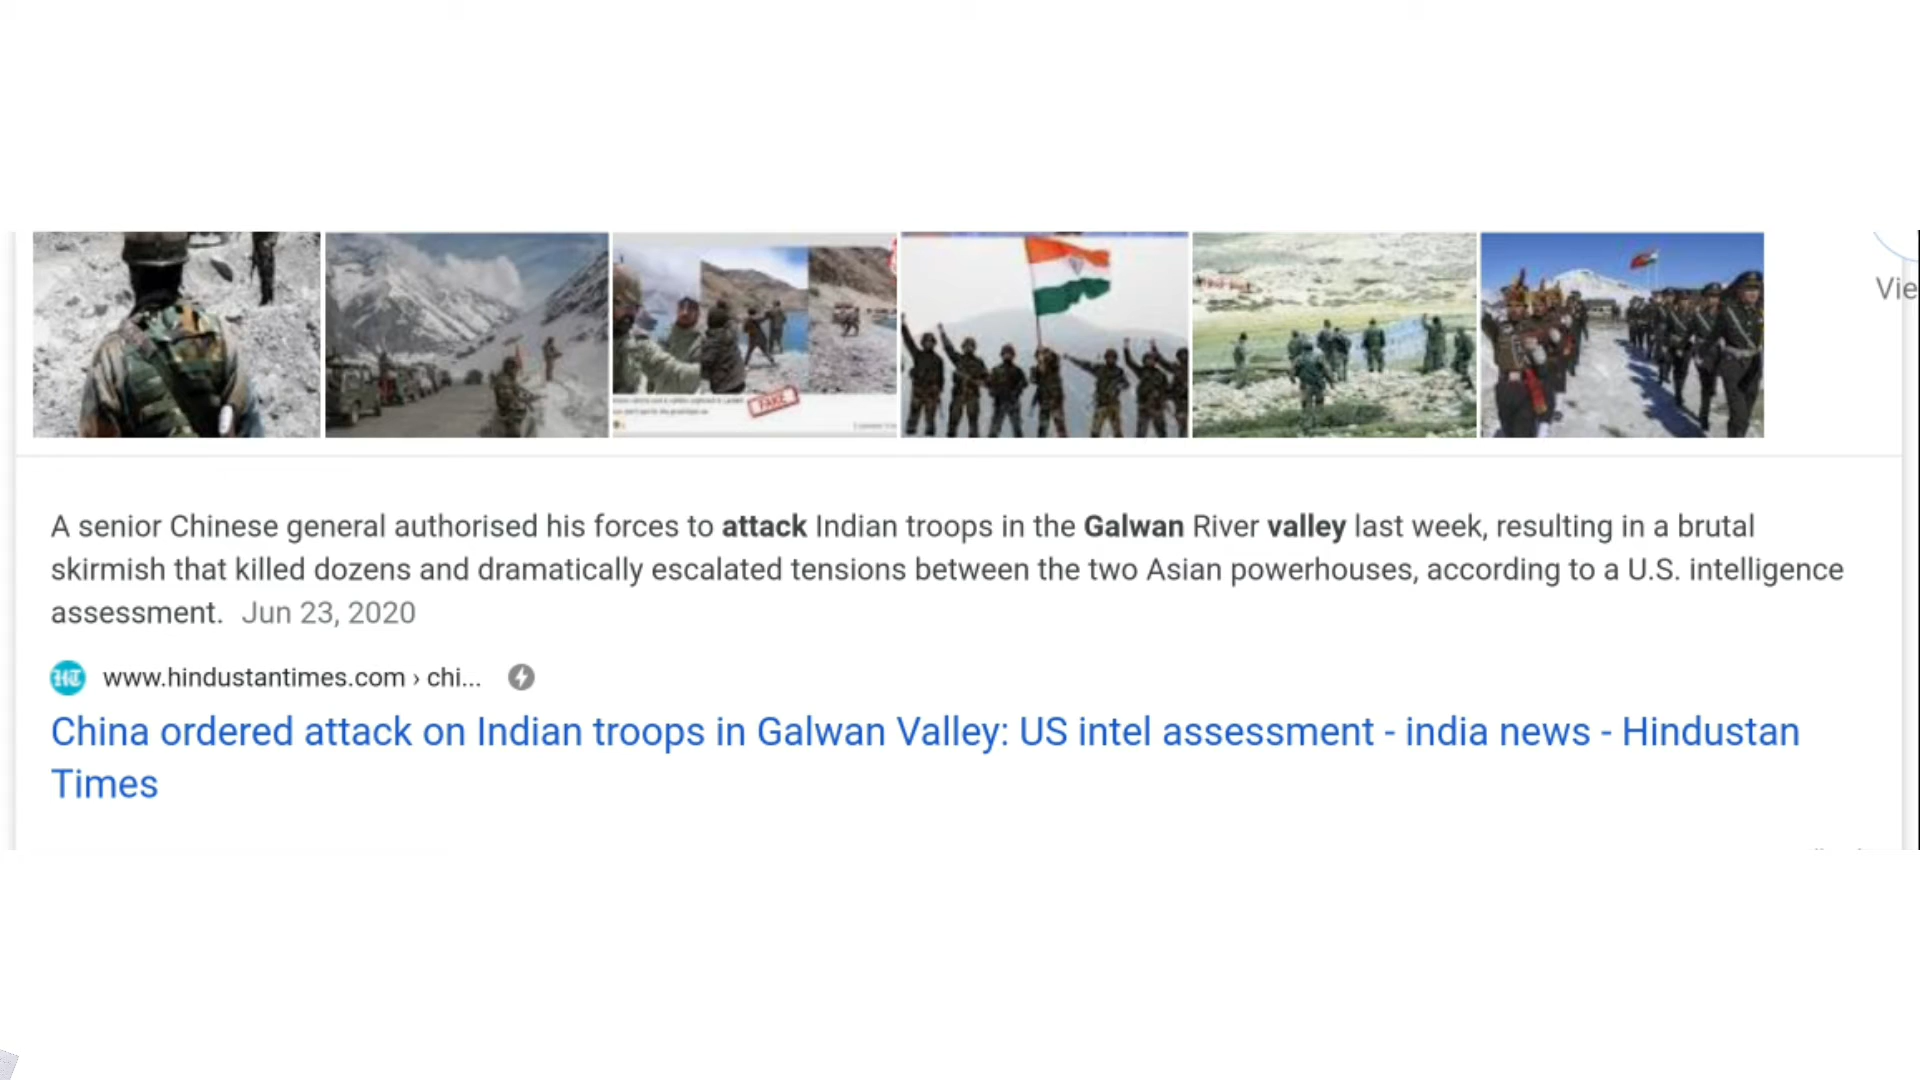 FAKE
Vie
A senior Chinese general authorised his forces to attack Indian troops in the Galwan River valley last week, resulting in a brutal
skirmish that killed dozens and dramatically escalated tensions between the two Asian powerhouses, according to a U.S. intelligence
assessment. Jun 23, 2020
HT www.hindustantimes.com › chi...
China ordered attack on Indian troops in Galwan Valley: US intel assessment - india news - Hindustan
Times